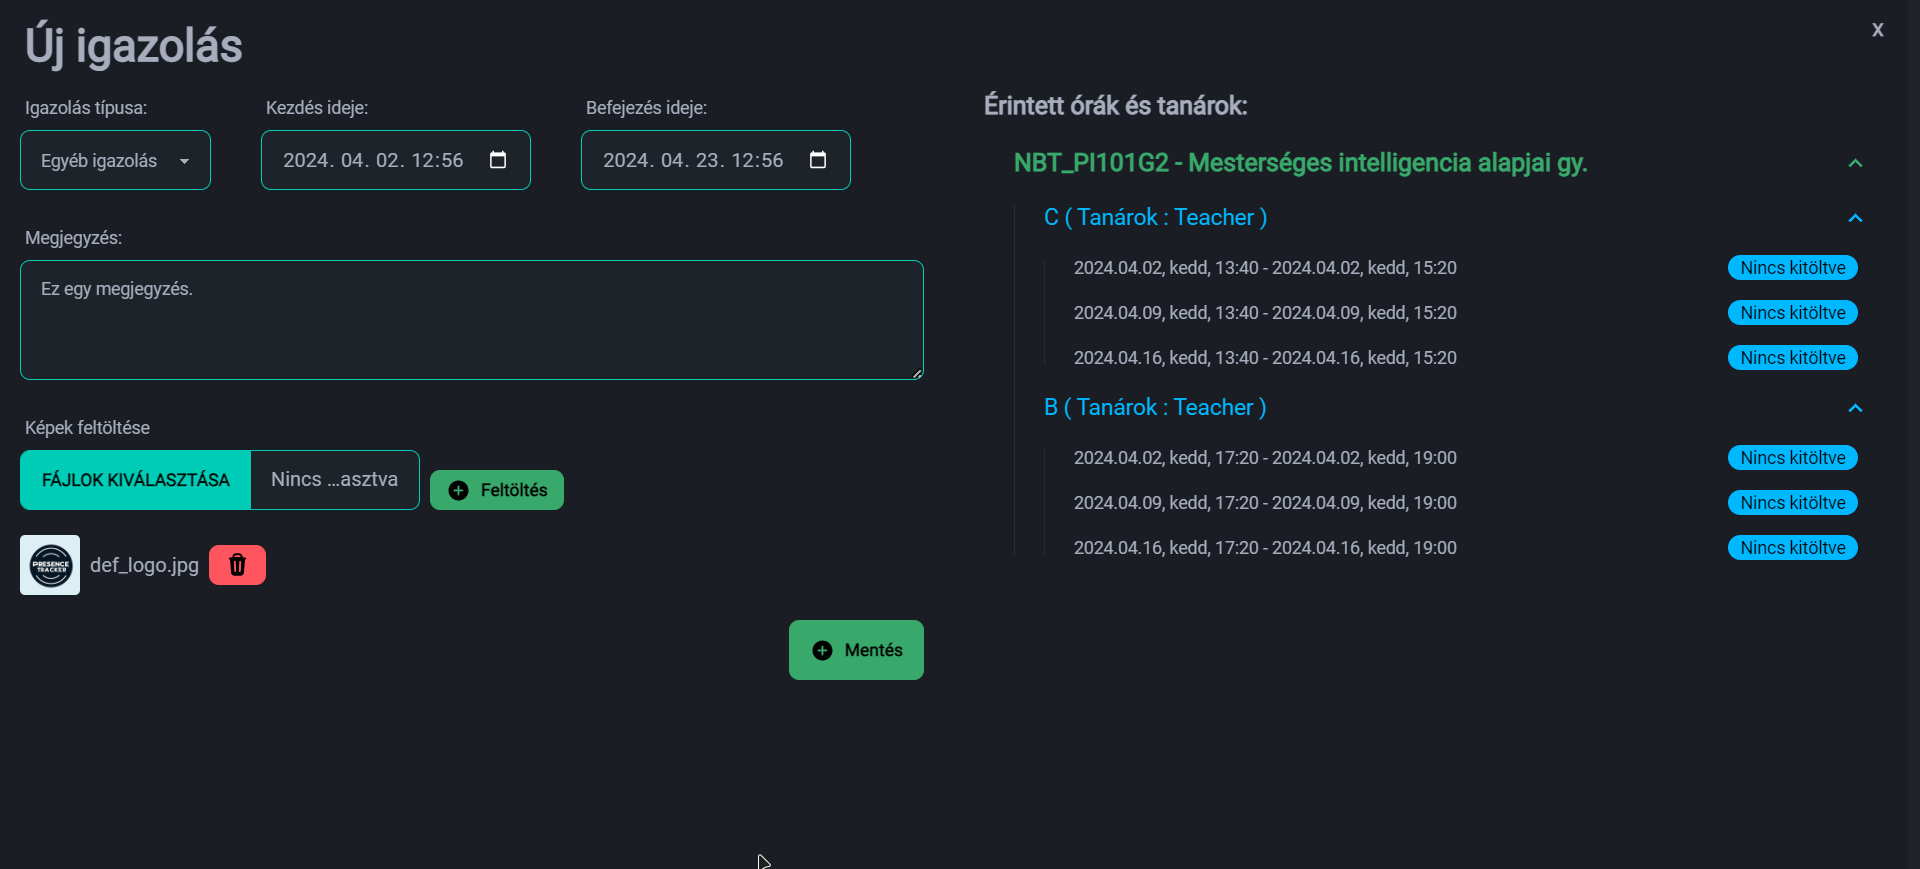 Új igazolás
x
Igazolás típusa:
Kezdés ideje:
Befejezés ideje:
Egyéb igazolás
2024. 04. 02. 12:56
2024. 04. 23. 12:56
Megjegyzés:
Ez egy megjegyzés.
Képek feltöltése
FÁJLOK KIVÁLASZTÁSA
Nincs ...asztva
Feltöltés
PRESENCE
TRACKER
def_logo.jpg
Mentés
Érintett órák és tanárok:
NBT_PI101G2 - Mesterséges intelligencia alapjai gy.
C ( Tanárok : Teacher )
2024.04.02, kedd, 13:40 - 2024.04.02, kedd, 15:20 Nincs kitöltve
2024.04.09, kedd, 13:40 - 2024.04.09, kedd, 15:20 Nincs kitöltve
2024.04.16, kedd, 13:40 - 2024.04.16, kedd, 15:20 Nincs kitöltve
B ( Tanárok : Teacher )
2024.04.02, kedd, 17:20 - 2024.04.02, kedd, 19:00 Nincs kitöltve
2024.04.09, kedd, 17:20 - 2024.04.09, kedd, 19:00 Nincs kitöltve
2024.04.16, kedd, 17:20 - 2024.04.16, kedd, 19:00 Nincs kitöltve